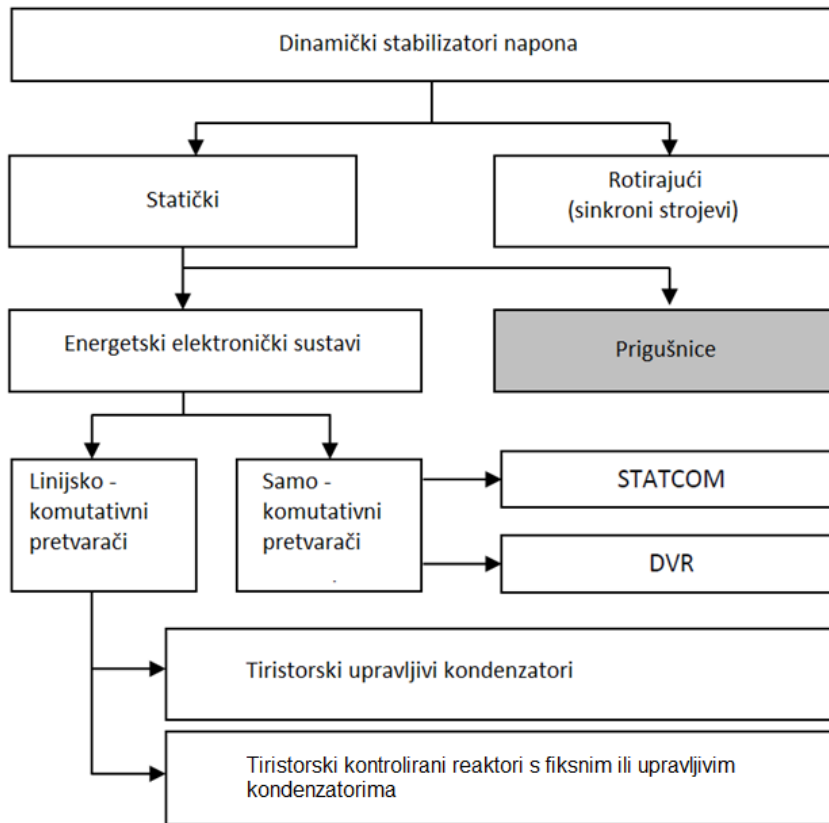 Dinamički stabilizatori napona
Statički
Rotirajući
(sinkroni strojevi)
Energetski elektronički sustavi
Prigušnice
Linijsko -
komutativni
pretvarači
Samo -
komutativni
pretvarači
.
STATCOM
DVR
Tiristorski upravljivi kondenzatori
Tiristorski kontrolirani reaktori s fiksnim ili upravljivim
kondenzatorima